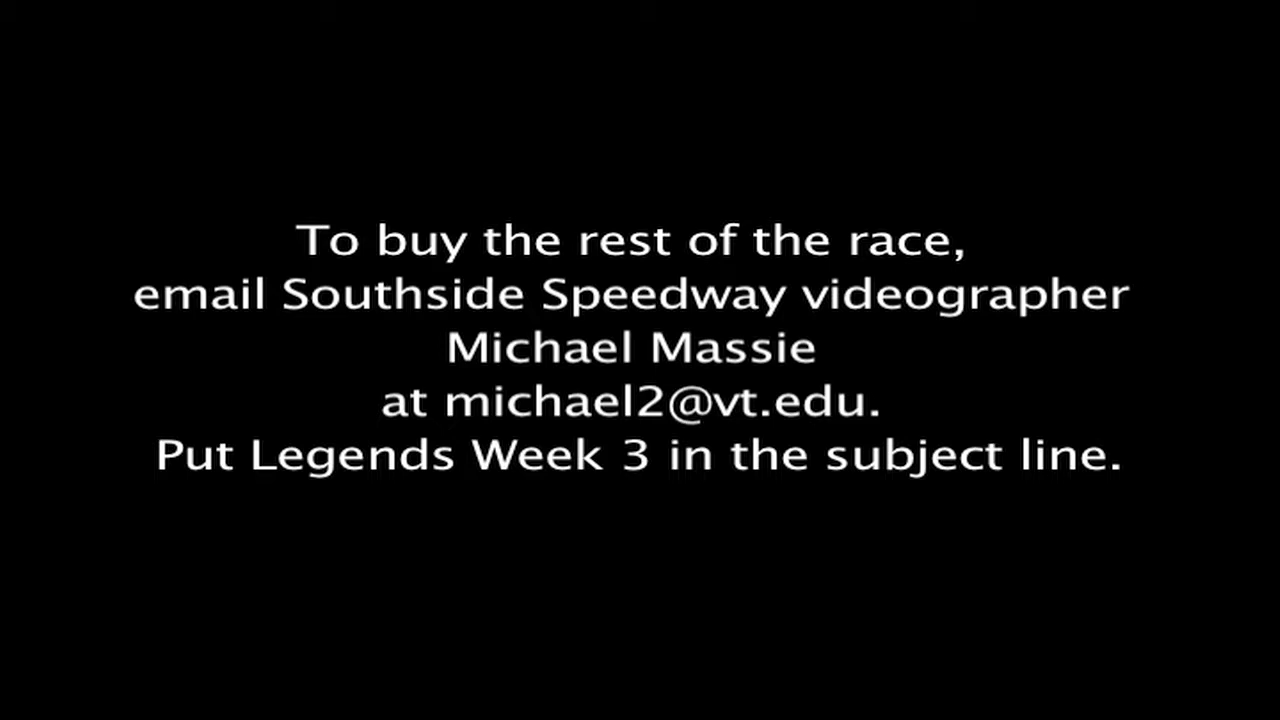 To buy the rest of the race,
email Southside Speedway videographer
Michael Massie
at michael2@vt.edu.
Put Legends Week 3 in the subject line.